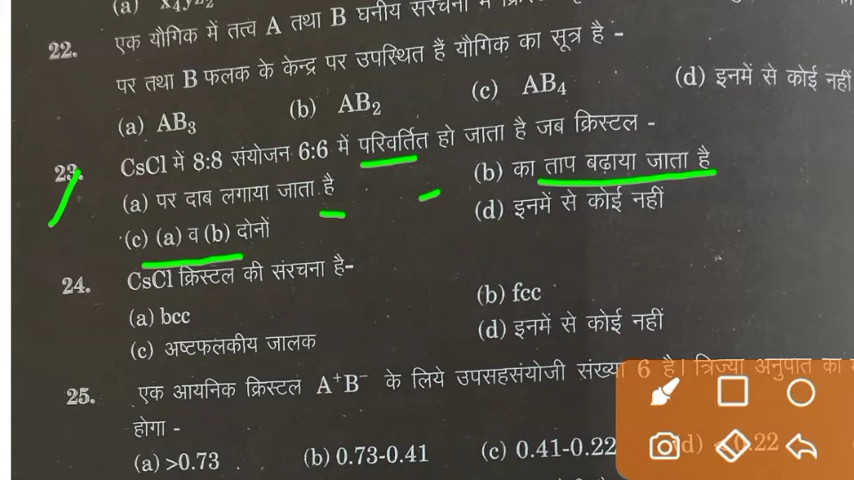 (a) X₄YZ₂
22. एक यौगिक में तत्व A तथा B घनीय संरचना में
पर तथा B फलक के केन्द्र पर उपस्थित हैं यौगिक का सूत्र है -
(a) AB₃ (b) AB₂ (c) AB₄ (d) इनमें से कोई नहीं
23. CsCl में 8:8 संयोजन 6:6 में परिवर्तित हो जाता है जब क्रिस्टल -
(a) पर दाब लगाया जाता है (b) का ताप बढ़ाया जाता है
(c) (a) व (b) दोनों (d) इनमें से कोई नहीं
24. CsCl क्रिस्टल की संरचना है-
(a) bcc (b) fcc
(c) अष्टफलकीय जालक (d) इनमें से कोई नहीं
25. एक आयनिक क्रिस्टल A⁺B⁻ के लिये उपसहसंयोजी संख्या 6 है। त्रिज्या अनुपात का
होगा -
(a) >0.73 (b) 0.73-0.41 (c) 0.41-0.22 (d) 0.22